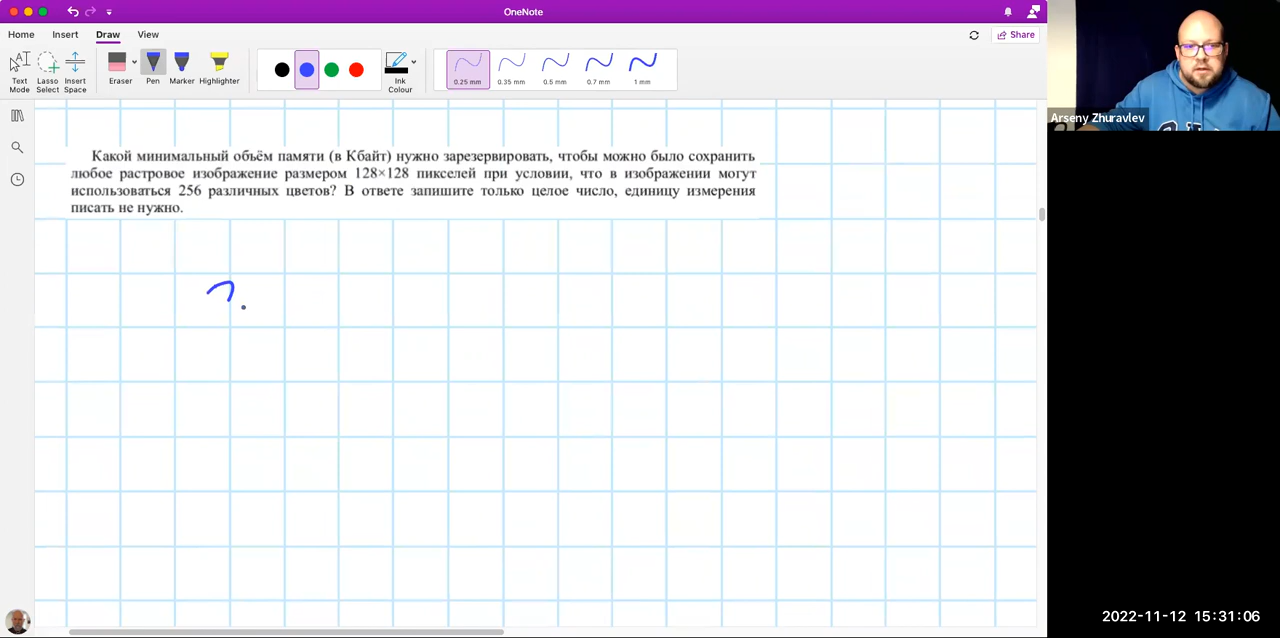 OneNote
Home Insert Draw View
Share
Text Mode
Lasso Select
Insert Space
Eraser
Pen
Marker
Highlighter
Ink Colour
0.25 mm
0.35 mm
0.5 mm
0.7 mm
1 mm
Arseny Zhuravlev
Какой минимальный объём памяти (в Кбайт) нужно зарезервировать, чтобы можно было сохранить
любое растровое изображение размером 128×128 пикселей при условии, что в изображении могут
использоваться 256 различных цветов? В ответе запишите только целое число, единицу измерения
писать не нужно.
2022-11-12 15:31:06